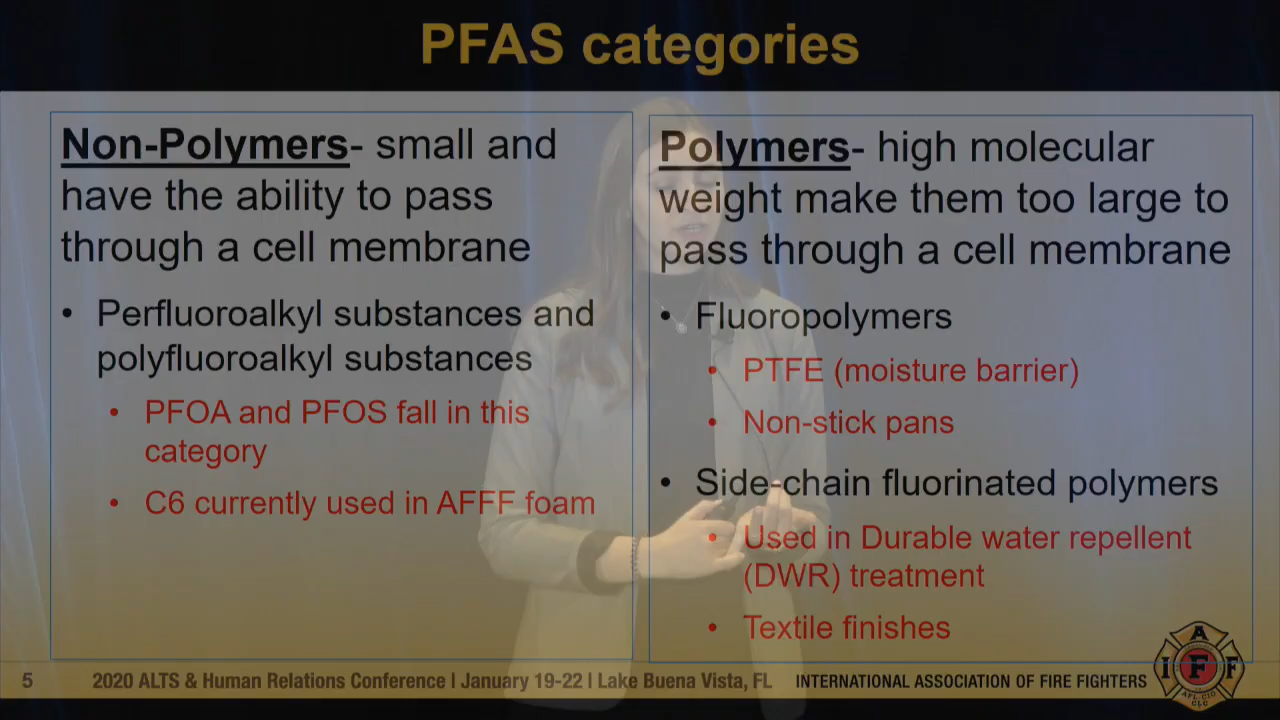 PFAS categories
Non-Polymers- small and
have the ability to pass
through a cell membrane
• Perfluoroalkyl substances and
polyfluoroalkyl substances
• PFOA and PFOS fall in this
category
• C6 currently used in AFFF foam
Polymers- high molecular
weight make them too large to
pass through a cell membrane
• Fluoropolymers
• PTFE (moisture barrier)
• Non-stick pans
• Side-chain fluorinated polymers
• Used in Durable water repellent
(DWR) treatment
• Textile finishes
5 2020 ALTS & Human Relations Conference | January 19-22 | Lake Buena Vista, FL INTERNATIONAL ASSOCIATION OF FIRE FIGHTERS
A
I F F
AFL-CIO
CLC